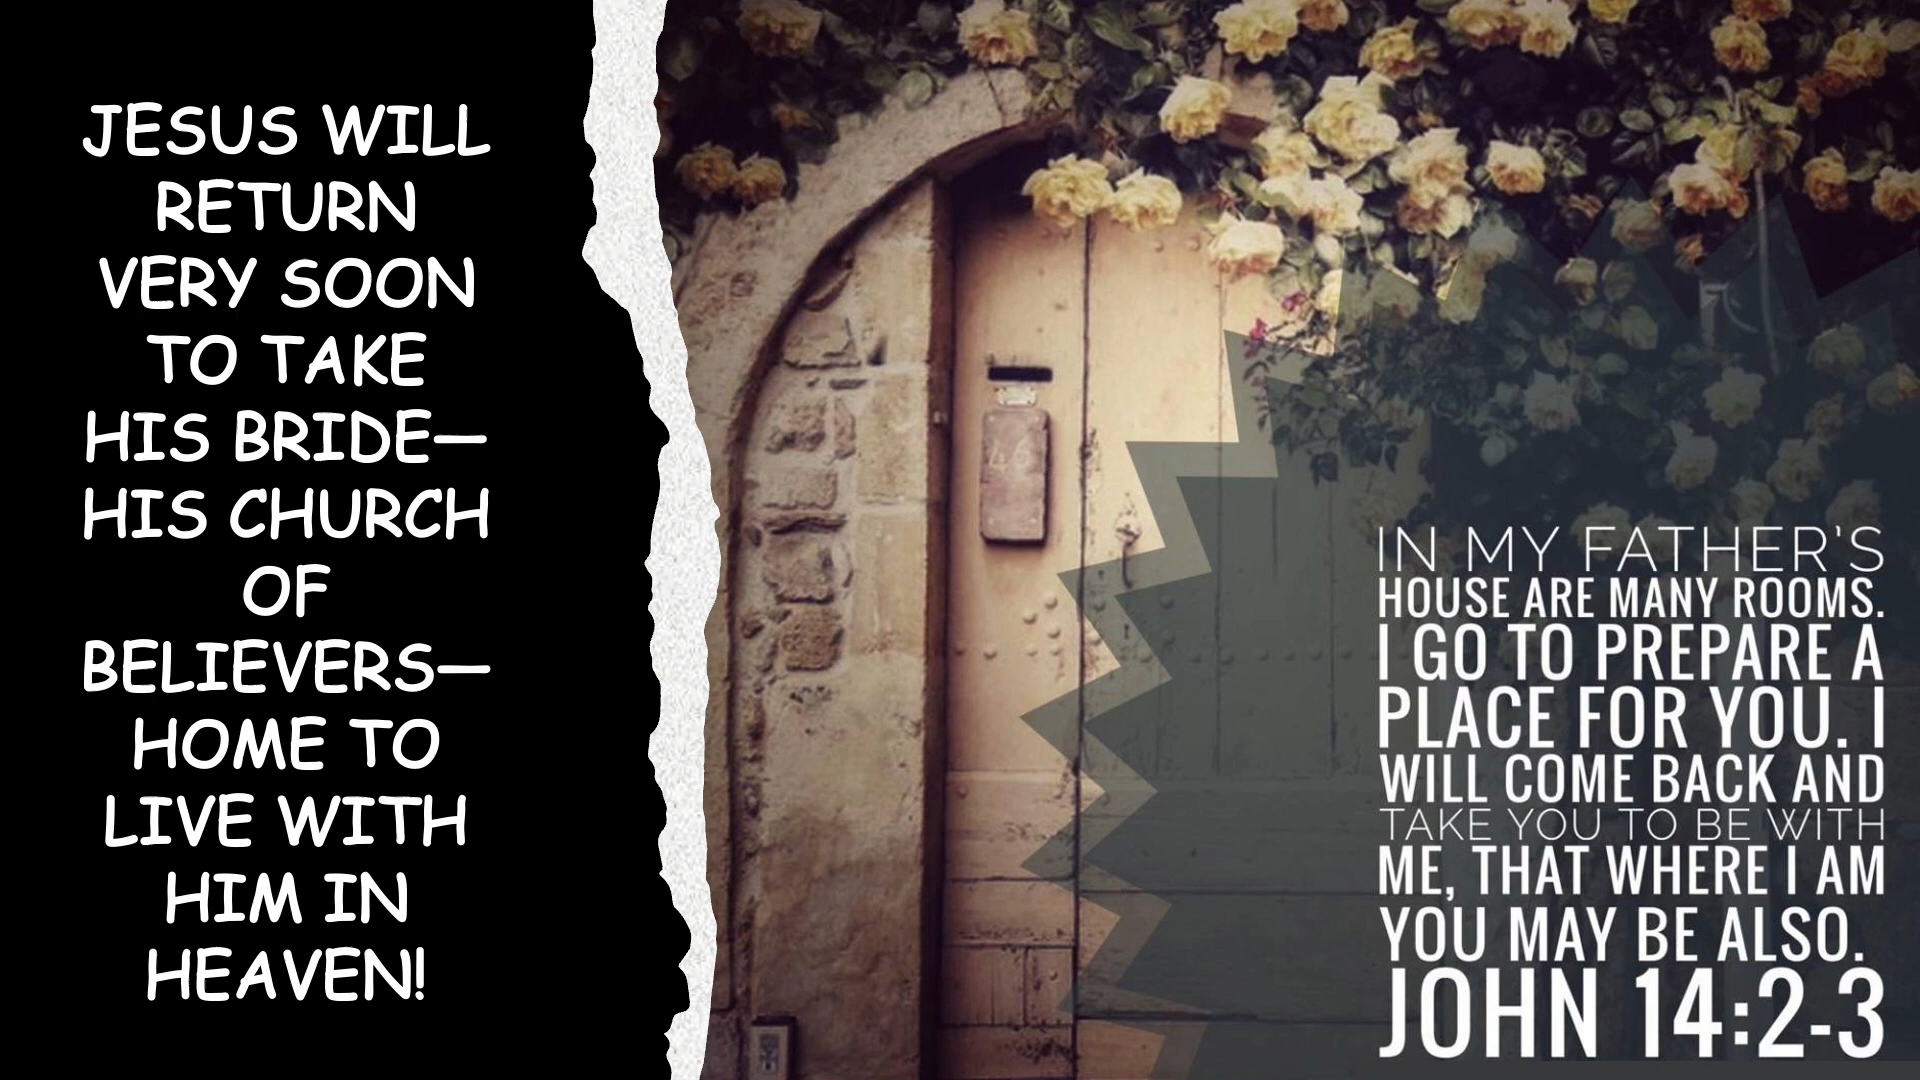 JESUS WILL
RETURN
VERY SOON
TO TAKE
HIS BRIDE—
HIS CHURCH
OF
BELIEVERS—
HOME TO
LIVE WITH
HIM IN
HEAVEN!
46
IN MY FATHER'S
HOUSE ARE MANY ROOMS.
I GO TO PREPARE A
PLACE FOR YOU. I
WILL COME BACK AND
TAKE YOU TO BE WITH
ME, THAT WHERE I AM
YOU MAY BE ALSO.
JOHN 14:2-3